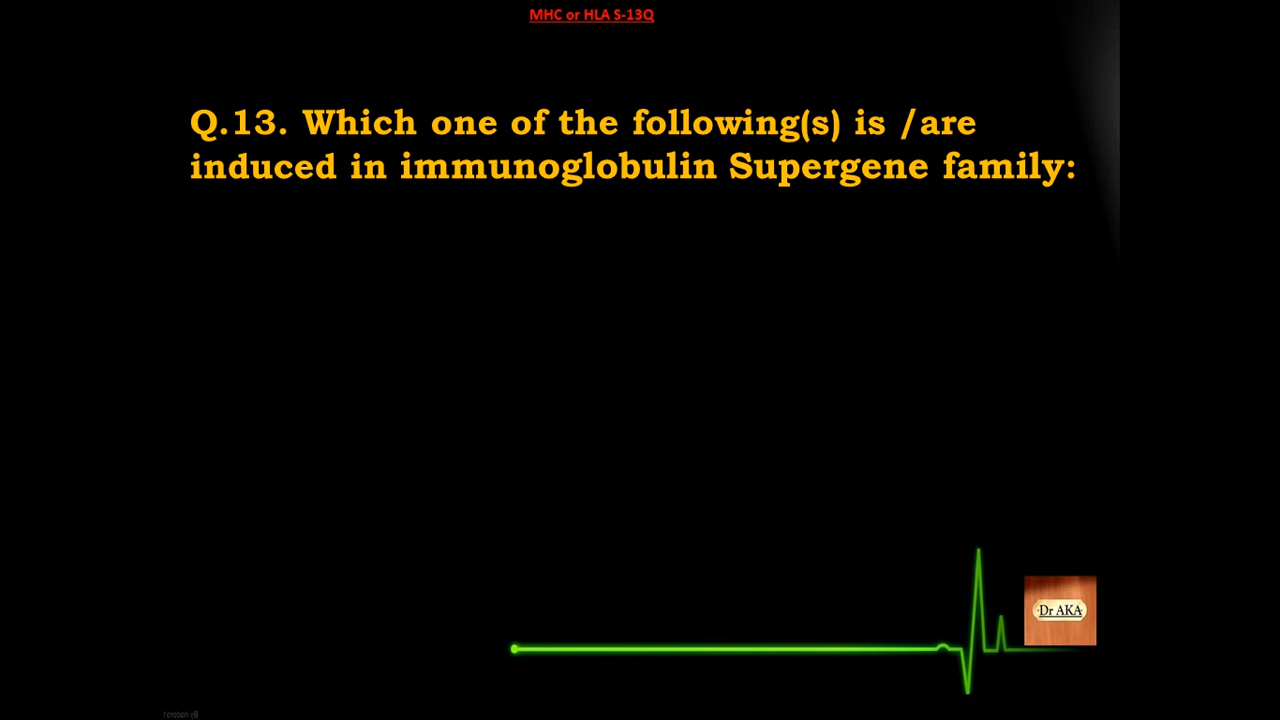 MHC or HLA S-13Q
Q.13. Which one of the following(s) is /are
induced in immunoglobulin Supergene family:
Dr AKA